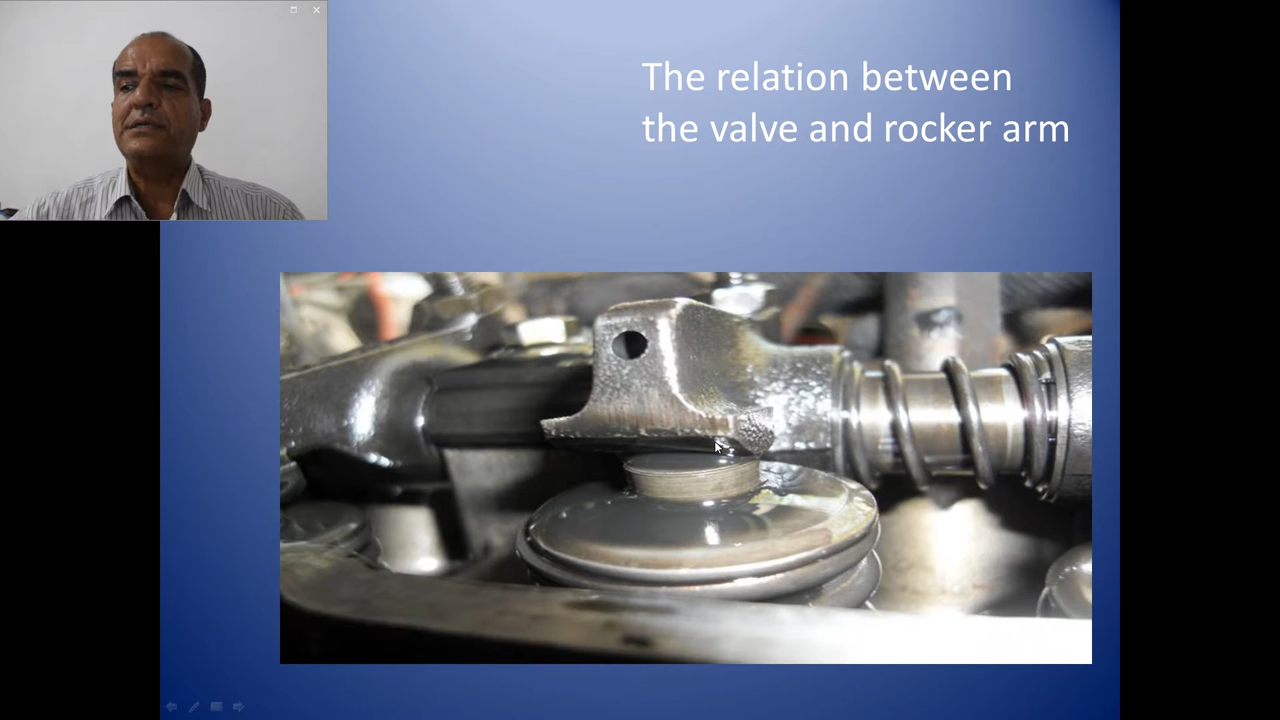 The relation between
the valve and rocker arm